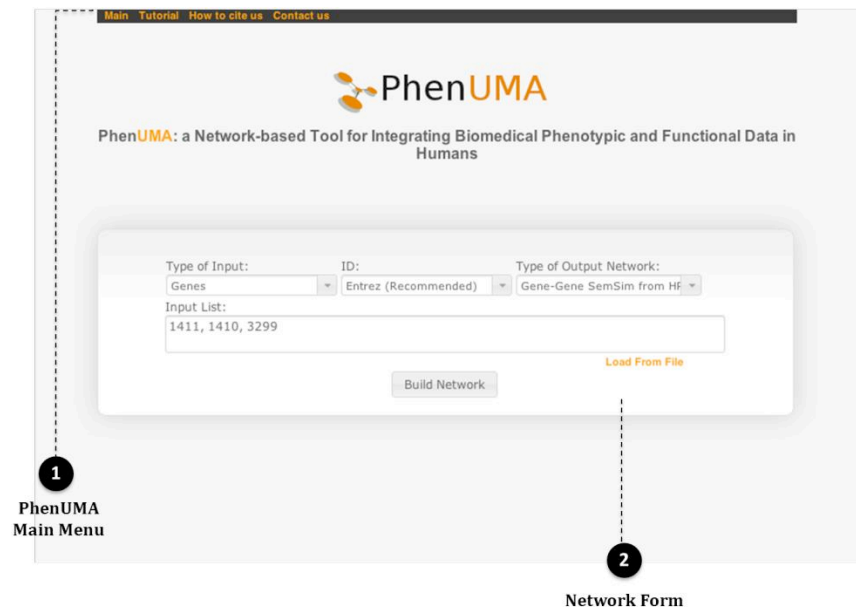 Main Tutorial How to cite us Contact us
PhenUMA
PhenUMA: a Network-based Tool for Integrating Biomedical Phenotypic and Functional Data in
Humans
Type of Input: ID: Type of Output Network:
Genes Entrez (Recommended) Gene-Gene SemSim from HP
Input List:
1411, 1410, 3299
Load From File
Build Network
1
PhenUMA
Main Menu
2
Network Form